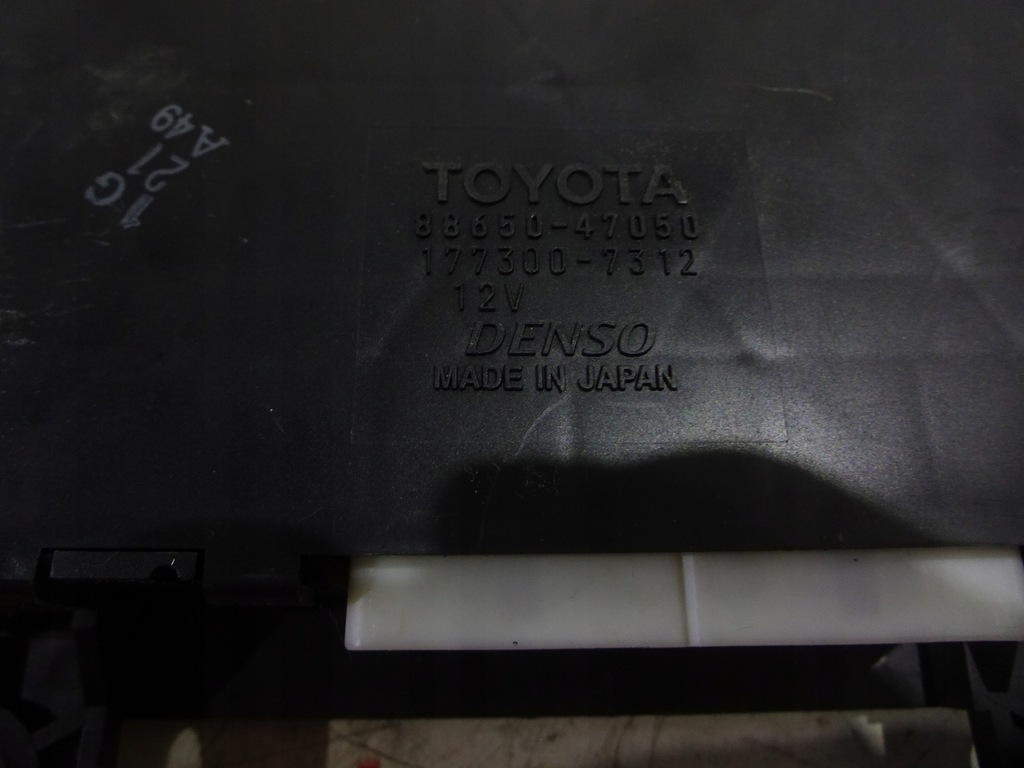 1G
21
A49
TOYOTA
88650-47050
177300-7312
12V
DENSO
MADE IN JAPAN